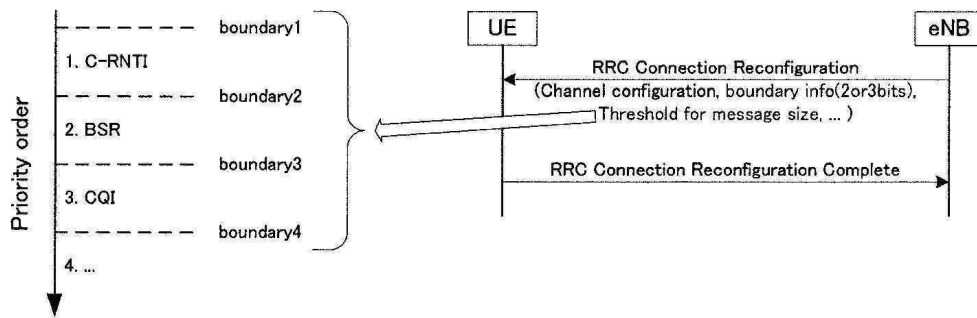 boundary1
1. C-RNTI
boundary2
2. BSR
boundary3
3. CQI
boundary4
4. ...
Priority order
UE
eNB
RRC Connection Reconfiguration
(Channel configuration, boundary info(2or3bits),
Threshold for message size, ... )
RRC Connection Reconfiguration Complete